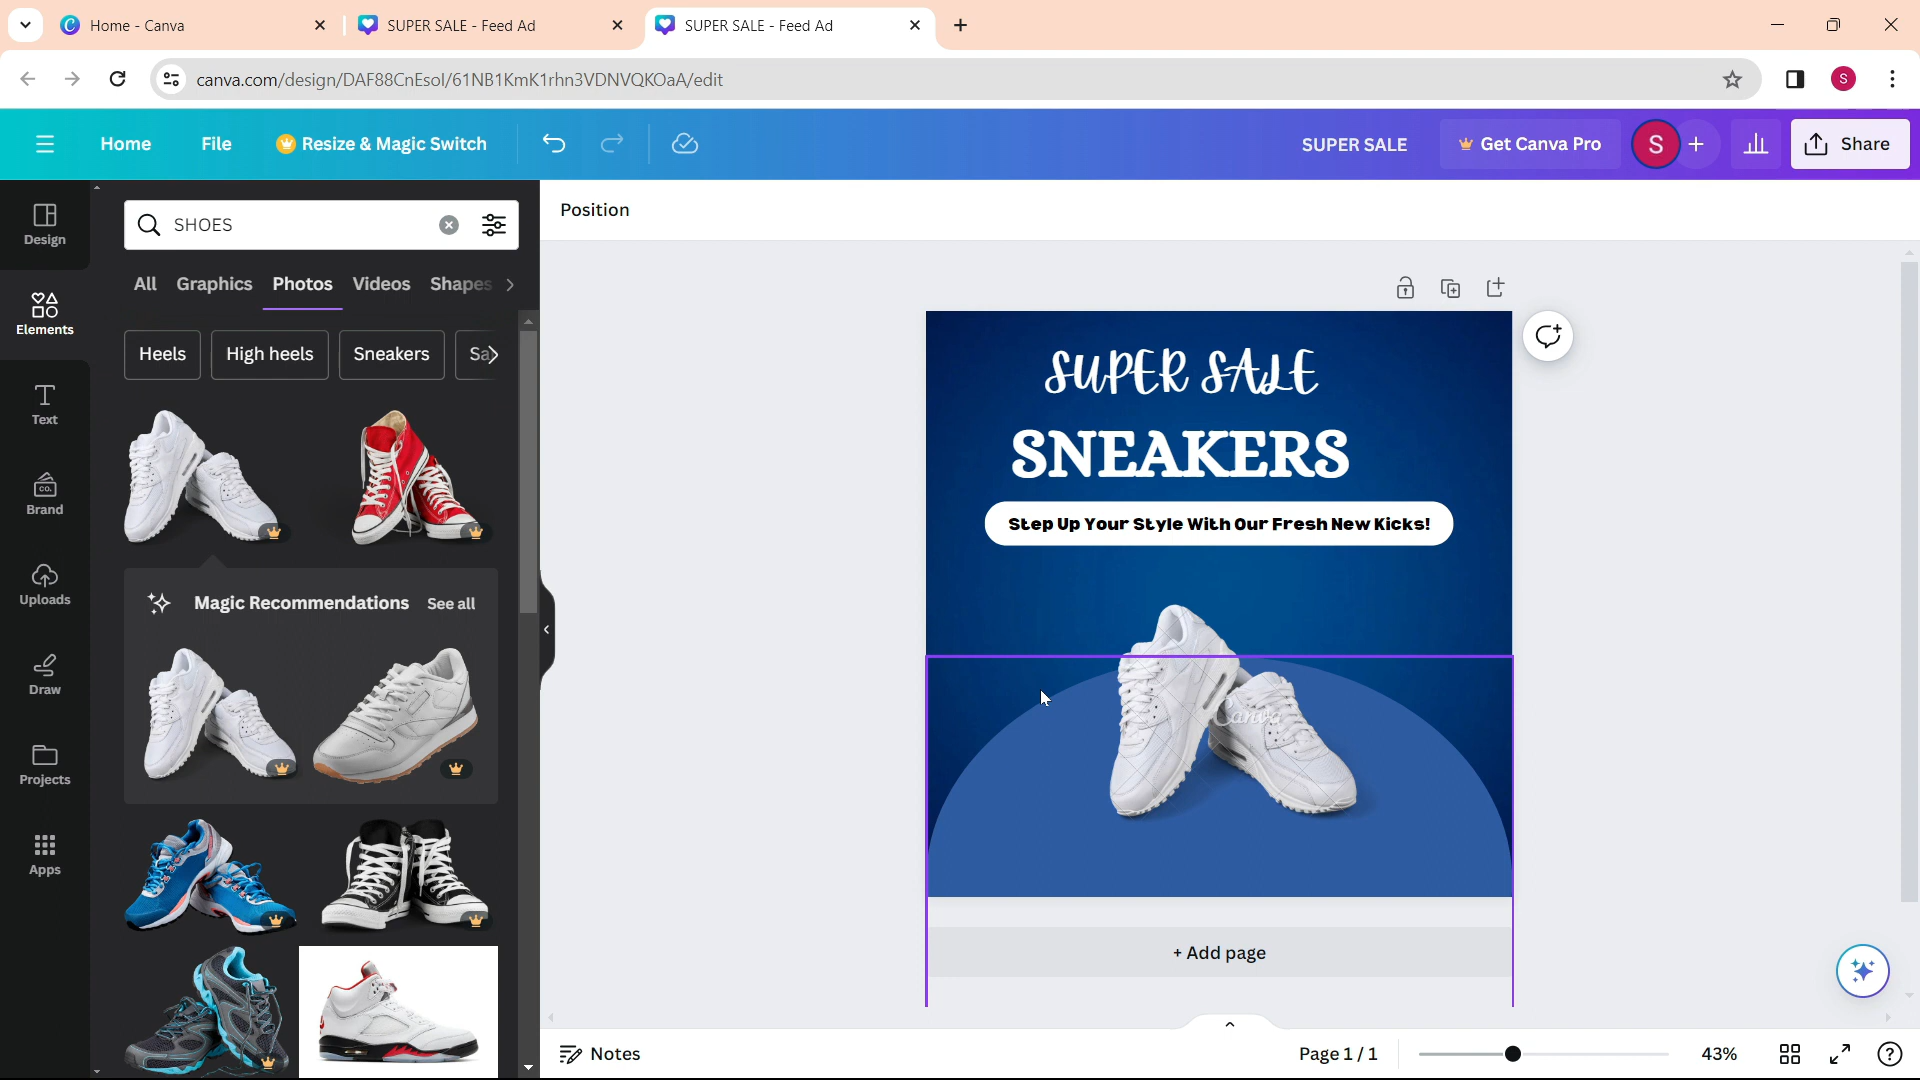 Home - Canva
SUPER SALE - Feed Ad
SUPER SALE - Feed Ad
canva.com/design/DAF88CnEsol/61NB1KmK1rhn3VDNVQKOaA/edit
S
Home
File
Resize & Magic Switch
SUPER SALE
Get Canva Pro
S
Share
Design
Elements
Text
CO.
Brand
Uploads
Draw
Projects
Apps
SHOES
All
Graphics
Photos
Videos
Shapes
Heels
High heels
Sneakers
Sa
Magic Recommendations
See all
Position
SUPER SALE
SNEAKERS
Step Up Your Style With Our Fresh New Kicks!
Canva
+ Add page
Notes
Page 1 / 1
43%